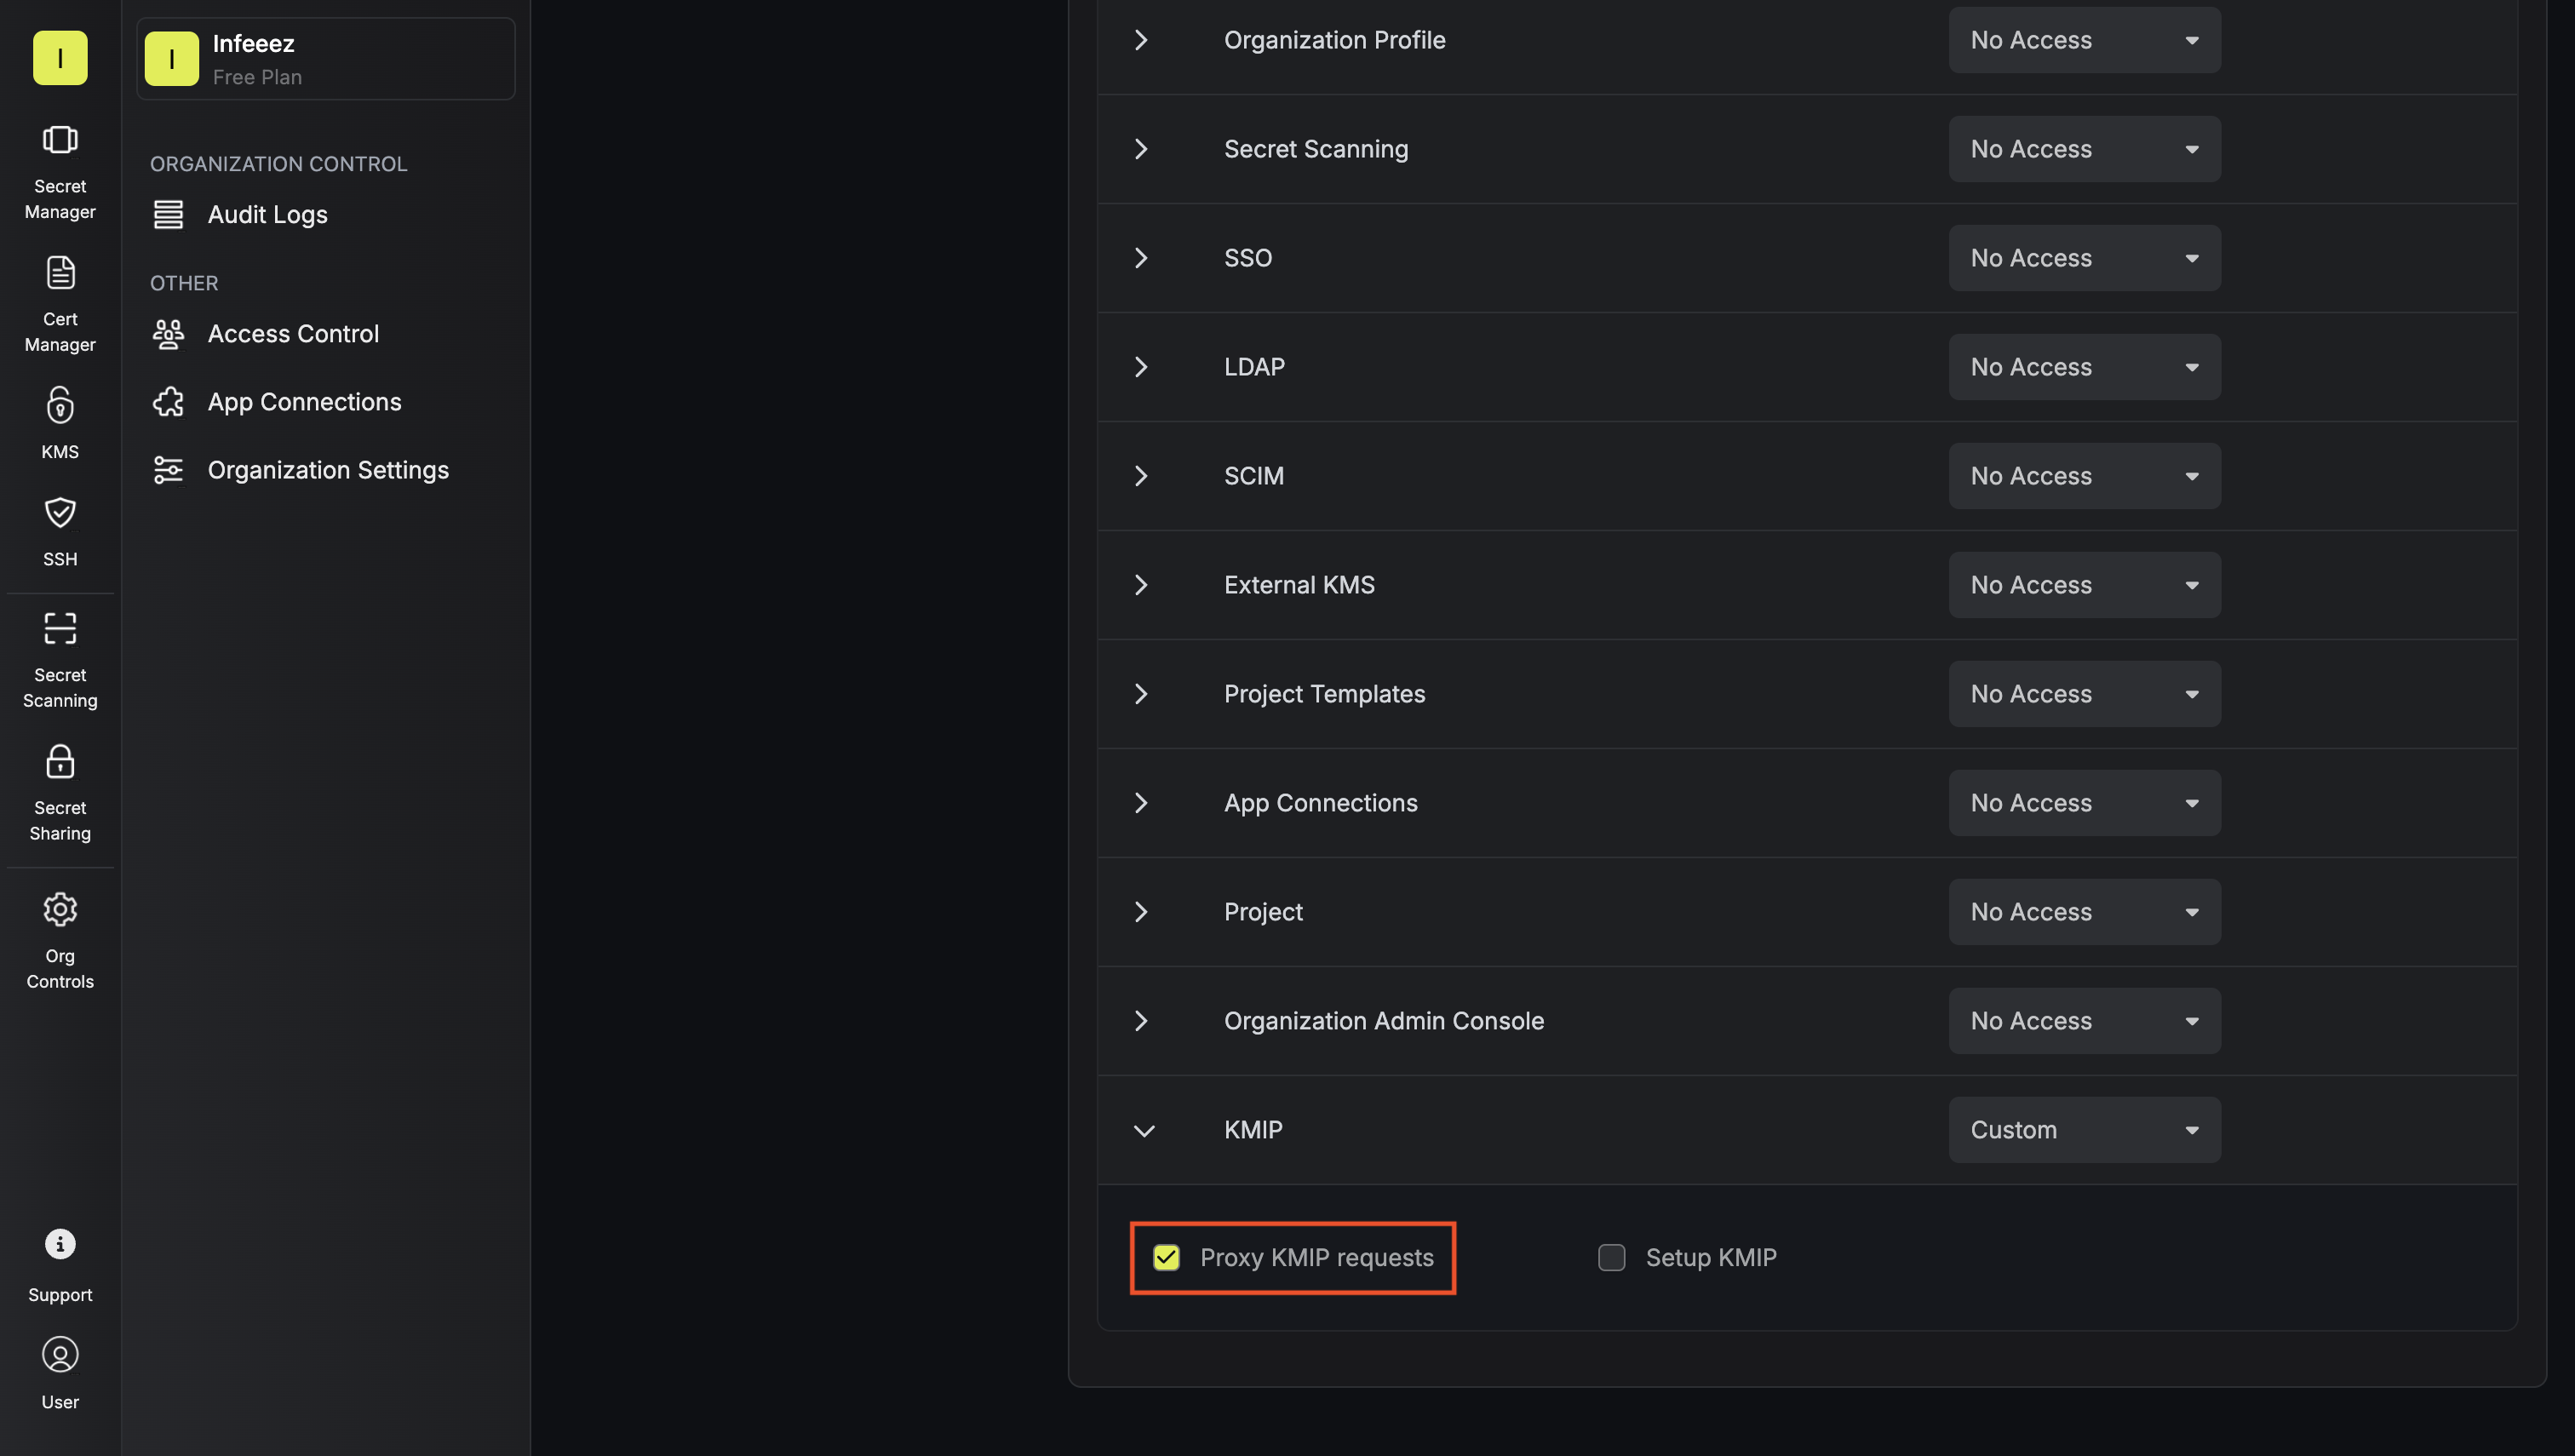 I
Secret
Manager
Cert
Manager
KMS
SSH
Secret
Scanning
Secret
Sharing
Org
Controls
Support
User
I
Infeeez
Free Plan
ORGANIZATION CONTROL
Audit Logs
OTHER
Access Control
App Connections
Organization Settings
Organization Profile No Access
Secret Scanning No Access
SSO No Access
LDAP No Access
SCIM No Access
External KMS No Access
Project Templates No Access
App Connections No Access
Project No Access
Organization Admin Console No Access
KMIP Custom
Proxy KMIP requests Setup KMIP